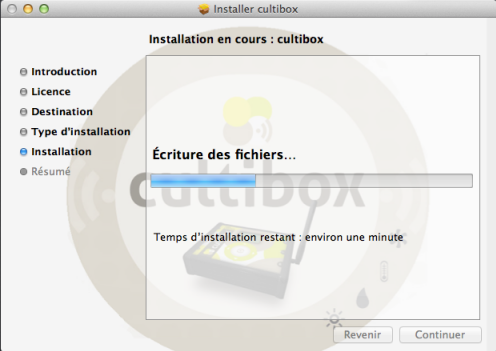 Installer cultibox
Installation en cours : cultibox
Introduction
Licence
Destination
Type d'installation
Installation
Résumé
Écriture des fichiers...
cultibox
Temps d'installation restant : environ une minute
Revenir
Continuer